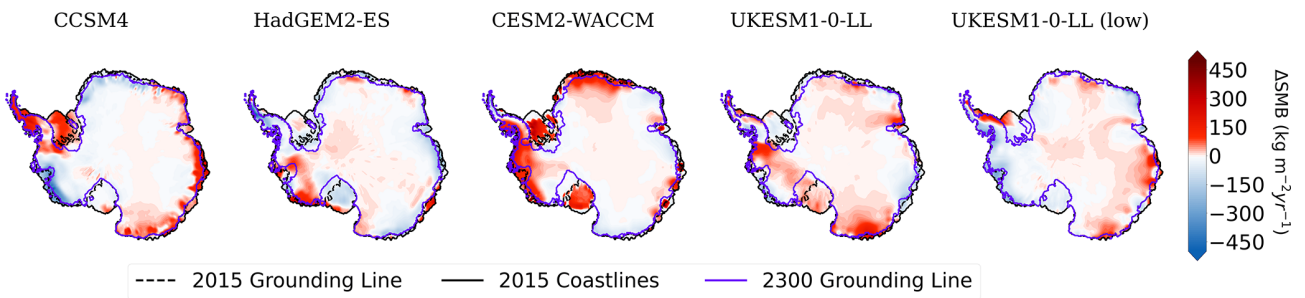 CCSM4
HadGEM2-ES
CESM2-WACCM
UKESM1-0-LL
UKESM1-0-LL (low)
450
300
150
0
−150
−300
−450
ΔSMB (kg m⁻²yr⁻¹)
2015 Grounding Line
2015 Coastlines
2300 Grounding Line